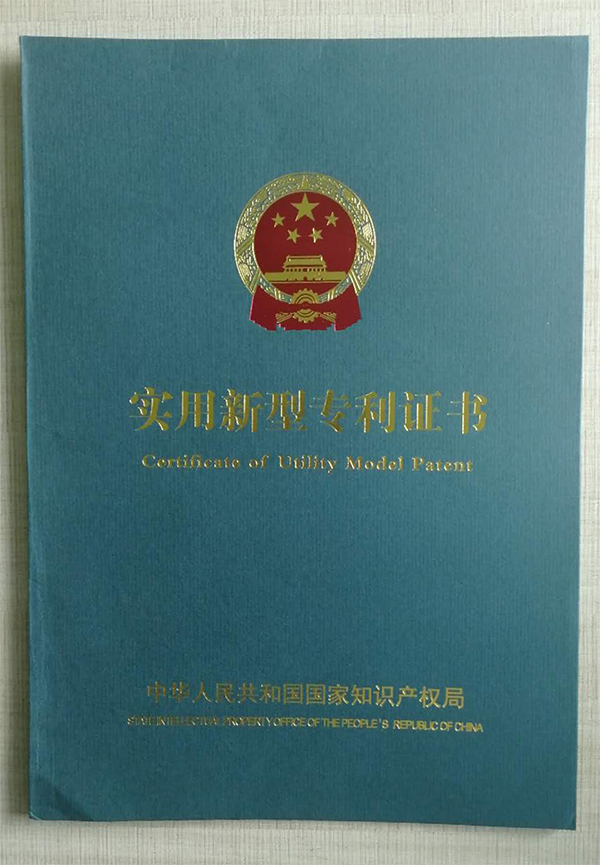 实用新型专利证书
Certificate of Utility Model Patent
中华人民共和国国家知识产权局
STATE INTELLECTUAL PROPERTY OFFICE OF THE PEOPLE'S REPUBLIC OF CHINA